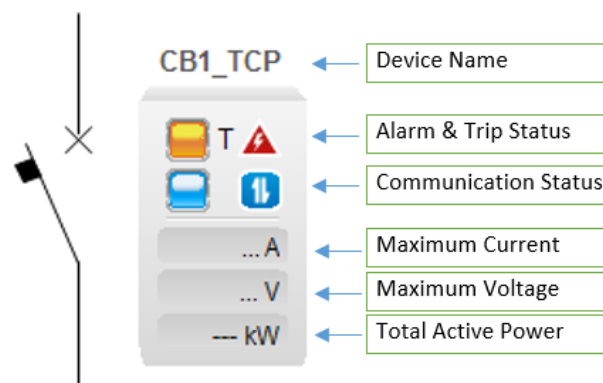 CB1_TCP
Device Name
T
Alarm & Trip Status
Communication Status
... A
Maximum Current
... V
Maximum Voltage
--- kW
Total Active Power